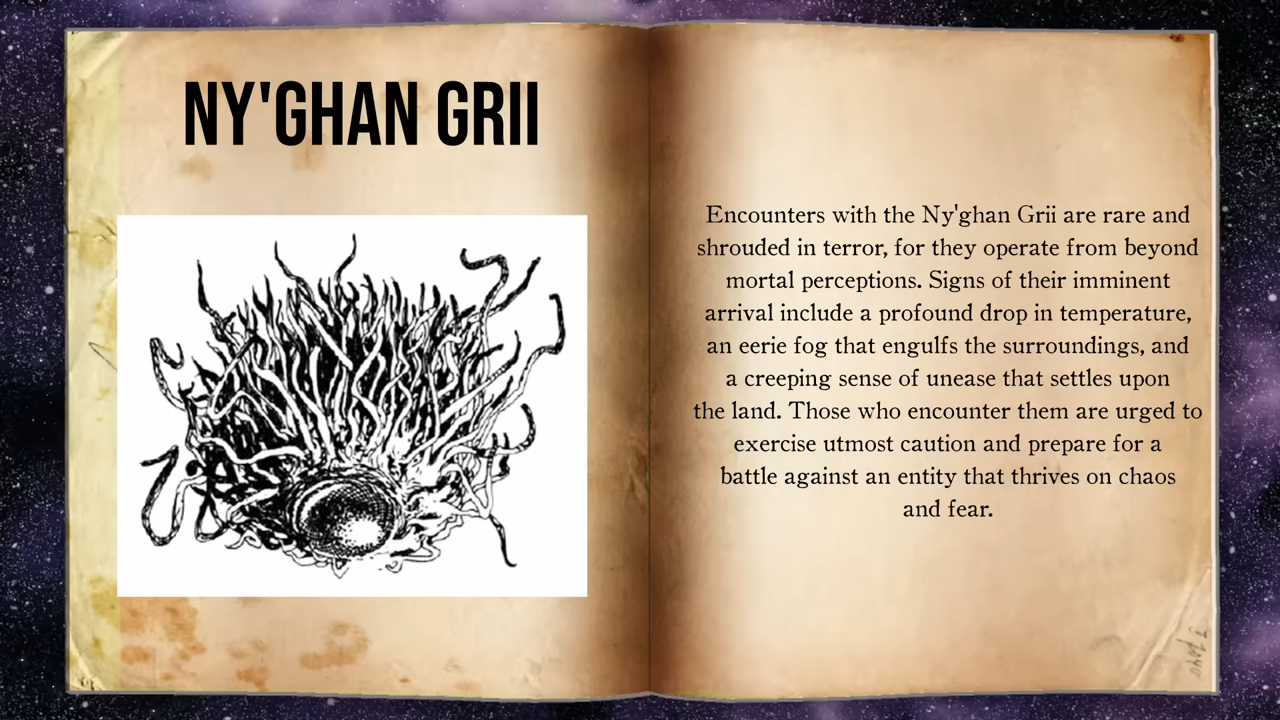 NY'GHAN GRII
Encounters with the Ny'ghan Grii are rare and
shrouded in terror, for they operate from beyond
mortal perceptions. Signs of their imminent
arrival include a profound drop in temperature,
an eerie fog that engulfs the surroundings, and
a creeping sense of unease that settles upon
the land. Those who encounter them are urged to
exercise utmost caution and prepare for a
battle against an entity that thrives on chaos
and fear.